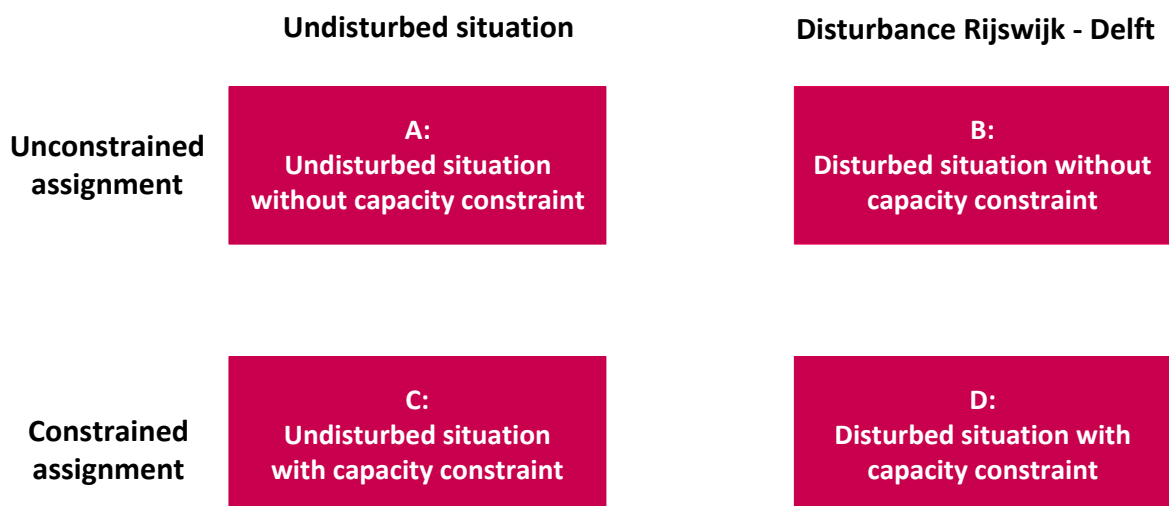 Undisturbed situation
Disturbance Rijswijk - Delft
Unconstrained
assignment
A:
Undisturbed situation
without capacity constraint
B:
Disturbed situation without
capacity constraint
Constrained
assignment
C:
Undisturbed situation
with capacity constraint
D:
Disturbed situation with
capacity constraint